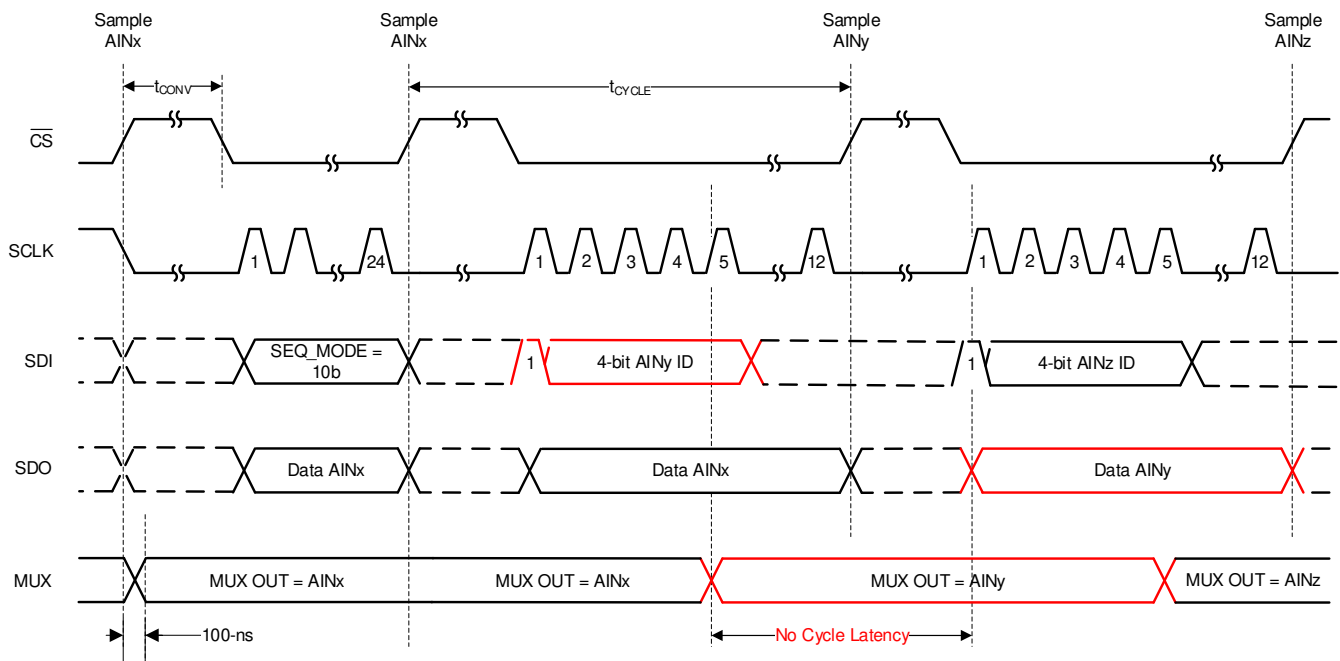 Sample
AINx
Sample
AINx
Sample
AINy
Sample
AINz
tCONV
tCYCLE
CS
SCLK
1
24
1
2
3
4
5
12
1
2
3
4
5
12
SDI
SEQ_MODE =
10b
1
4-bit AINy ID
1
4-bit AINz ID
SDO
Data AINx
Data AINx
Data AINy
MUX
MUX OUT = AINx
MUX OUT = AINx
MUX OUT = AINy
MUX OUT = AINz
100-ns
No Cycle Latency